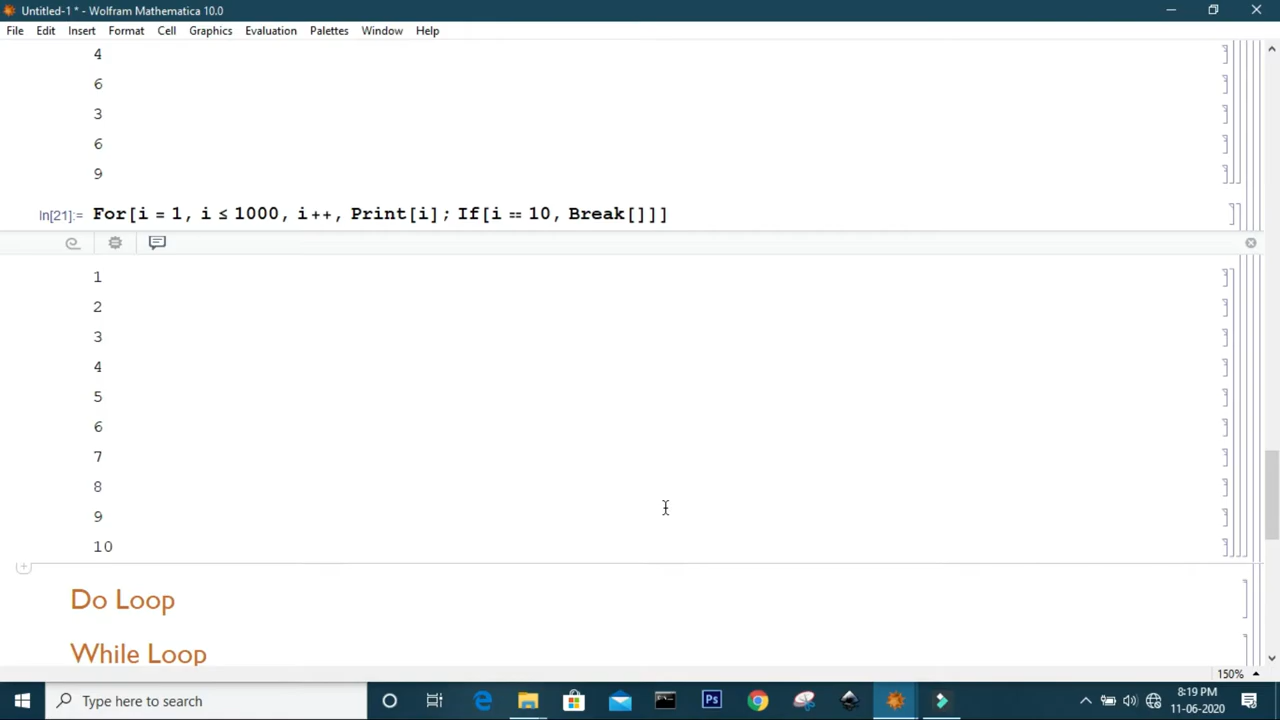 Untitled-1 * - Wolfram Mathematica 10.0
File Edit Insert Format Cell Graphics Evaluation Palettes Window Help
4
6
3
6
9
In[21]:= For[i = 1, i ≤ 1000, i++, Print[i]; If[i == 10, Break[]]]
1
2
3
4
5
6
7
8
9
10
Do Loop
While Loop
150%
Type here to search
Ps
8:19 PM
11-06-2020